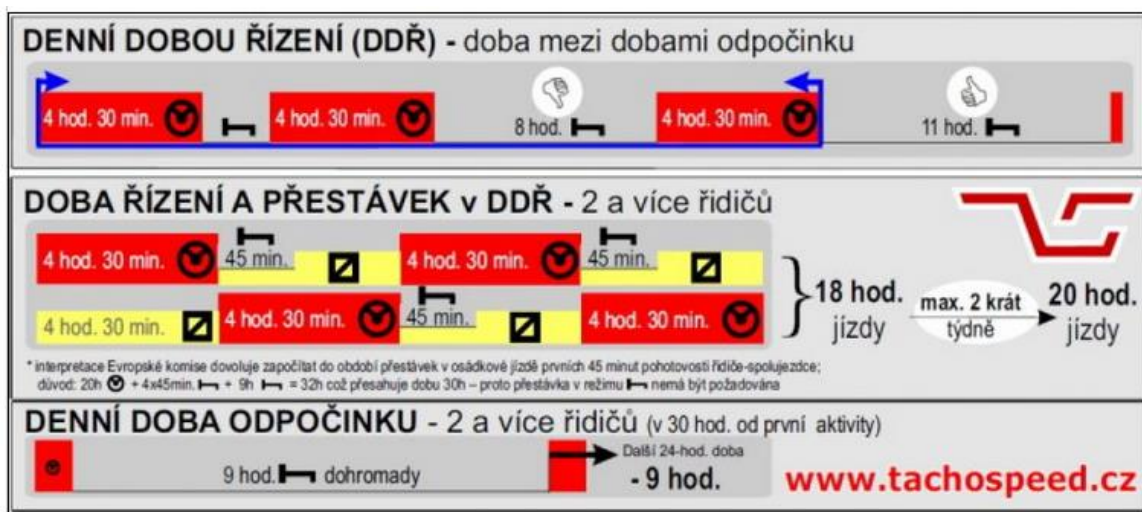 DENNÍ DOBOU ŘÍZENÍ (DDŘ) - doba mezi dobami odpočinku
4 hod. 30 min. 4 hod. 30 min. 8 hod. 4 hod. 30 min. 11 hod.
DOBA ŘÍZENÍ A PŘESTÁVEK v DDŘ - 2 a více řidičů
4 hod. 30 min. 45 min. 4 hod. 30 min. 45 min.
4 hod. 30 min. 4 hod. 30 min. 45 min. 4 hod. 30 min.
18 hod.
jízdy
max. 2 krát
týdně
20 hod.
jízdy
* interpretace Evropské komise dovoluje započítat do období přestávek v osádkové jízdě prvních 45 minut pohotovosti řidiče-spolujezdce;
důvod: 20h + 4x45min. + 9h = 32h což přesahuje dobu 30h – proto přestávka v režimu nemá být požadována
DENNÍ DOBA ODPOČINKU - 2 a více řidičů (v 30 hod. od první aktivity)
9 hod. dohromady
Další 24-hod. doba
- 9 hod.
www.tachospeed.cz